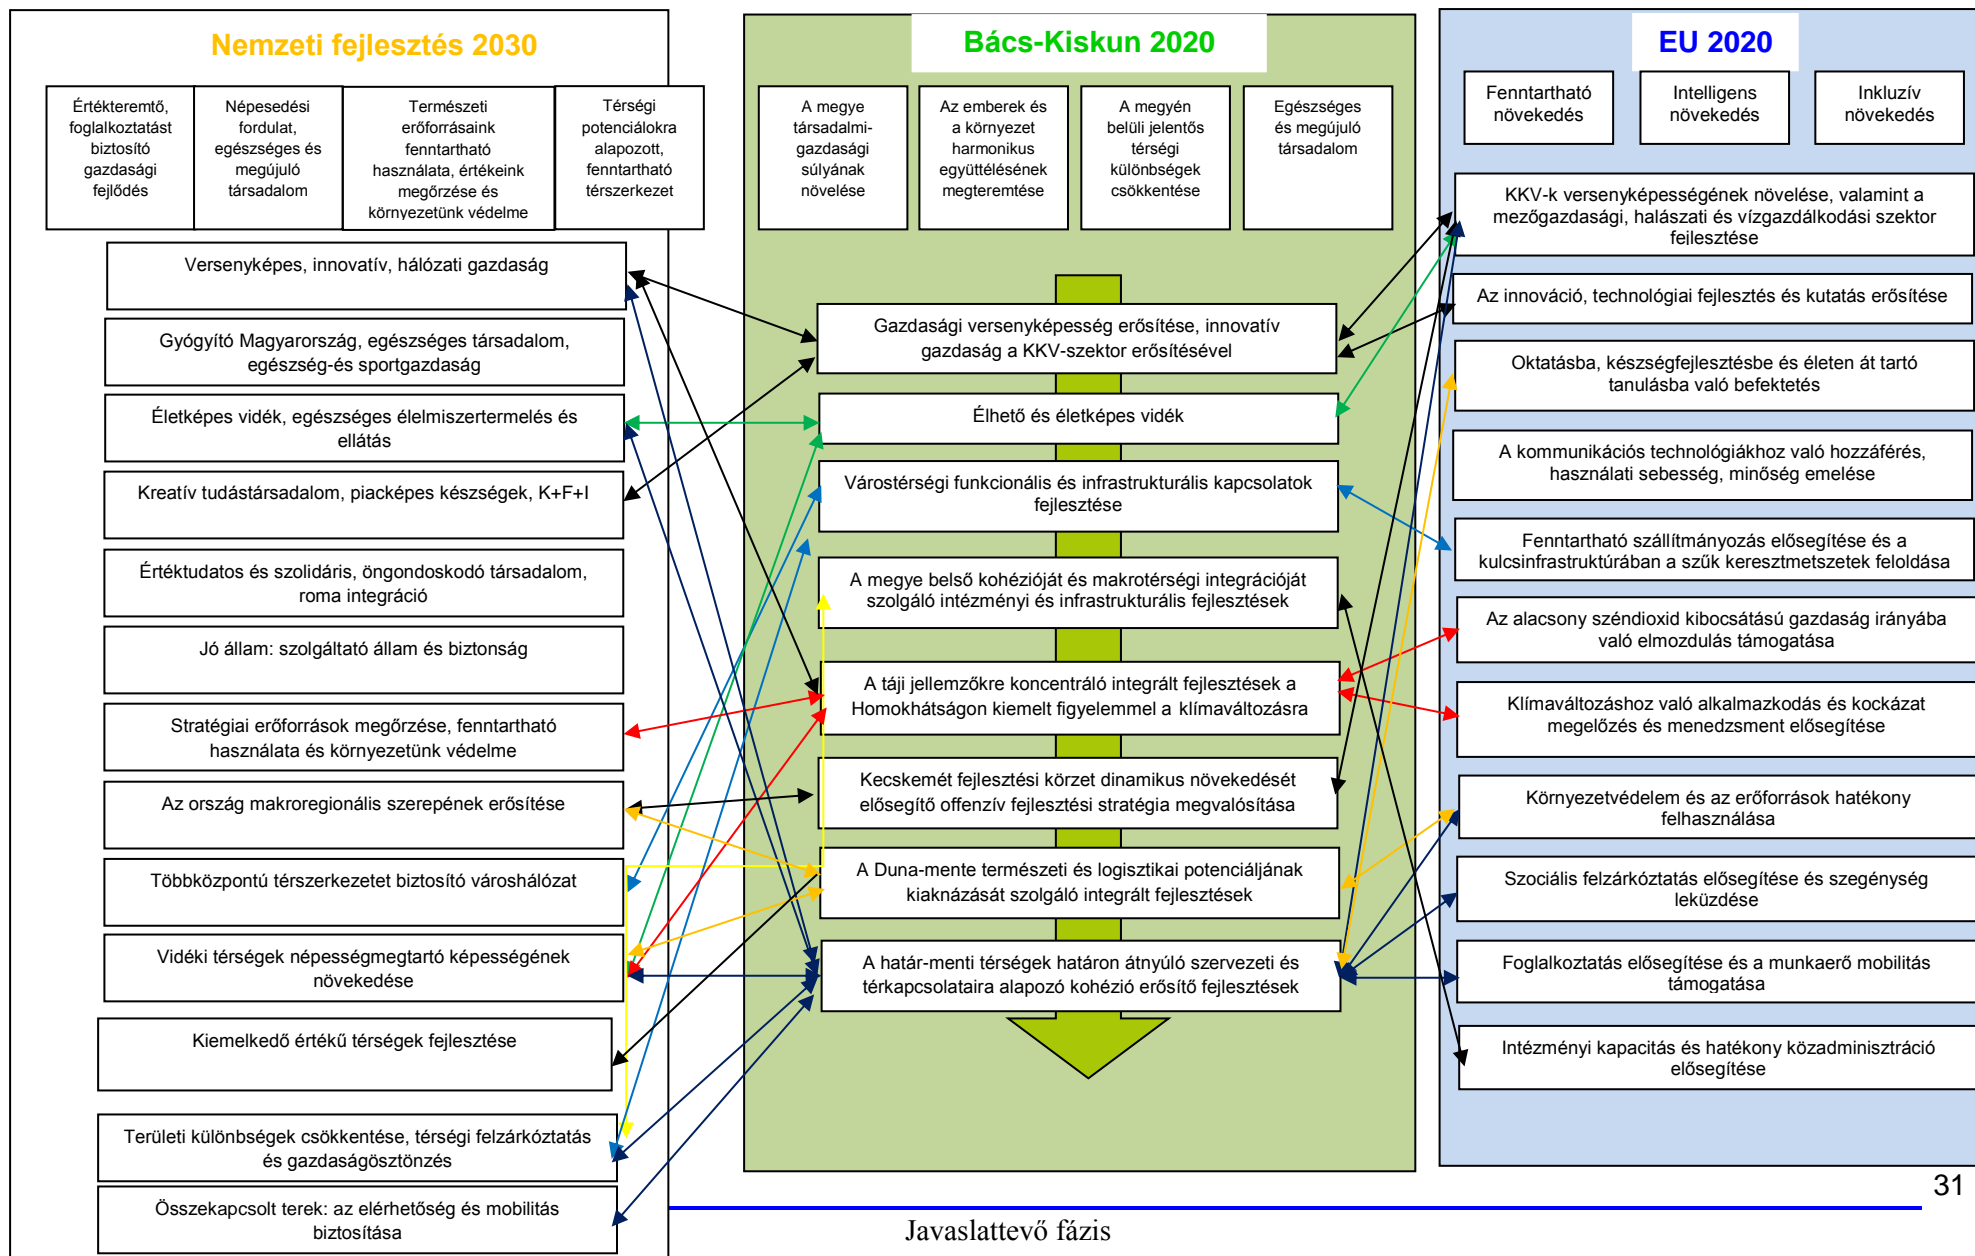 Nemzeti fejlesztés 2030
Értékteremtő,
foglalkoztatást
biztosító
gazdasági
fejlődés
Népesedési
fordulat,
egészséges és
megújuló
társadalom
Természeti
erőforrásaink
fenntartható
használata, értékeink
megőrzése és
környezetünk védelme
Térségi
potenciálokra
alapozott,
fenntartható
térszerkezet
Versenyképes, innovatív, hálózati gazdaság
Gyógyító Magyarország, egészséges társadalom,
egészség-és sportgazdaság
Életképes vidék, egészséges élelmiszertermelés és
ellátás
Kreatív tudástársadalom, piacképes készségek, K+F+I
Értéktudatos és szolidáris, öngondoskodó társadalom,
roma integráció
Jó állam: szolgáltató állam és biztonság
Stratégiai erőforrások megőrzése, fenntartható
használata és környezetünk védelme
Az ország makroregionális szerepének erősítése
Többközpontú térszerkezetet biztosító városhálózat
Vidéki térségek népességmegtartó képességének
növekedése
Kiemelkedő értékű térségek fejlesztése
Területi különbségek csökkentése, térségi felzárkóztatás
és gazdaságösztönzés
Összekapcsolt terek: az elérhetőség és mobilitás
biztosítása
Bács-Kiskun 2020
A megye
társadalmi-
gazdasági
súlyának
növelése
Az emberek és
a környezet
harmonikus
együttélésének
megteremtése
A megyén
belüli jelentős
térségi
különbségek
csökkentése
Egészséges
és megújuló
társadalom
Gazdasági versenyképesség erősítése, innovatív
gazdaság a KKV-szektor erősítésével
Élhető és életképes vidék
Várostérségi funkcionális és infrastrukturális kapcsolatok
fejlesztése
A megye belső kohézióját és makrotérségi integrációját
szolgáló intézményi és infrastrukturális fejlesztések
A táji jellemzőkre koncentráló integrált fejlesztések a
Homokhátságon kiemelt figyelemmel a klímaváltozásra
Kecskemét fejlesztési körzet dinamikus növekedését
elősegítő offenzív fejlesztési stratégia megvalósítása
A Duna-mente természeti és logisztikai potenciáljának
kiaknázását szolgáló integrált fejlesztések
A határ-menti térségek határon átnyúló szervezeti és
térkapcsolataira alapozó kohézió erősítő fejlesztések
EU 2020
Fenntartható
növekedés
Intelligens
növekedés
Inkluzív
növekedés
KKV-k versenyképességének növelése, valamint a
mezőgazdasági, halászati és vízgazdálkodási szektor
fejlesztése
Az innováció, technológiai fejlesztés és kutatás erősítése
Oktatásba, készségfejlesztésbe és életen át tartó
tanulásba való befektetés
A kommunikációs technológiákhoz való hozzáférés,
használati sebesség, minőség emelése
Fenntartható szállítmányozás elősegítése és a
kulcsinfrastruktúrában a szűk keresztmetszetek feloldása
Az alacsony széndioxid kibocsátású gazdaság irányába
való elmozdulás támogatása
Klímaváltozáshoz való alkalmazkodás és kockázat
megelőzés és menedzsment elősegítése
Környezetvédelem és az erőforrások hatékony
felhasználása
Szociális felzárkóztatás elősegítése és szegénység
leküzdése
Foglalkoztatás elősegítése és a munkaerő mobilitás
támogatása
Intézményi kapacitás és hatékony közadminisztráció
elősegítése
31
Javaslattevő fázis